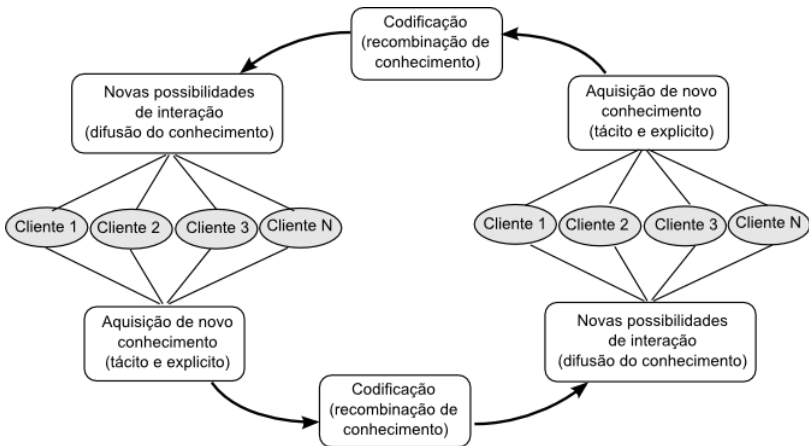 Codificação
(recombinação de
conhecimento)
Novas possibilidades
de interação
(difusão do conhecimento)
Aquisição de novo
conhecimento
(tácito e explicito)
Cliente 1
Cliente 2
Cliente 3
Cliente N
Cliente 1
Cliente 2
Cliente 3
Cliente N
Aquisição de novo
conhecimento
(tácito e explicito)
Novas possibilidades
de interação
(difusão do conhecimento)
Codificação
(recombinação de
conhecimento)